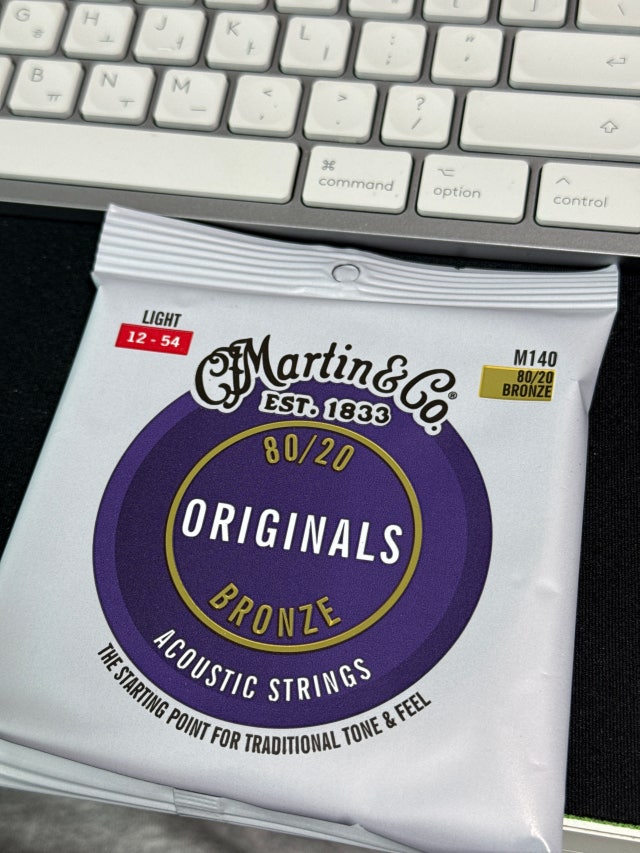 G ㅎ H ㅗ J ㅓ K ㅏ L ㅣ : ; " '
B ㅠ N ㅜ M ㅡ < , > . ? /
⌘ command ⌥ option ^ control
LIGHT
12 - 54
Martin & Co.®
EST. 1833
M140
80/20
BRONZE
80/20
ORIGINALS
BRONZE
ACOUSTIC STRINGS
THE STARTING POINT FOR TRADITIONAL TONE & FEEL